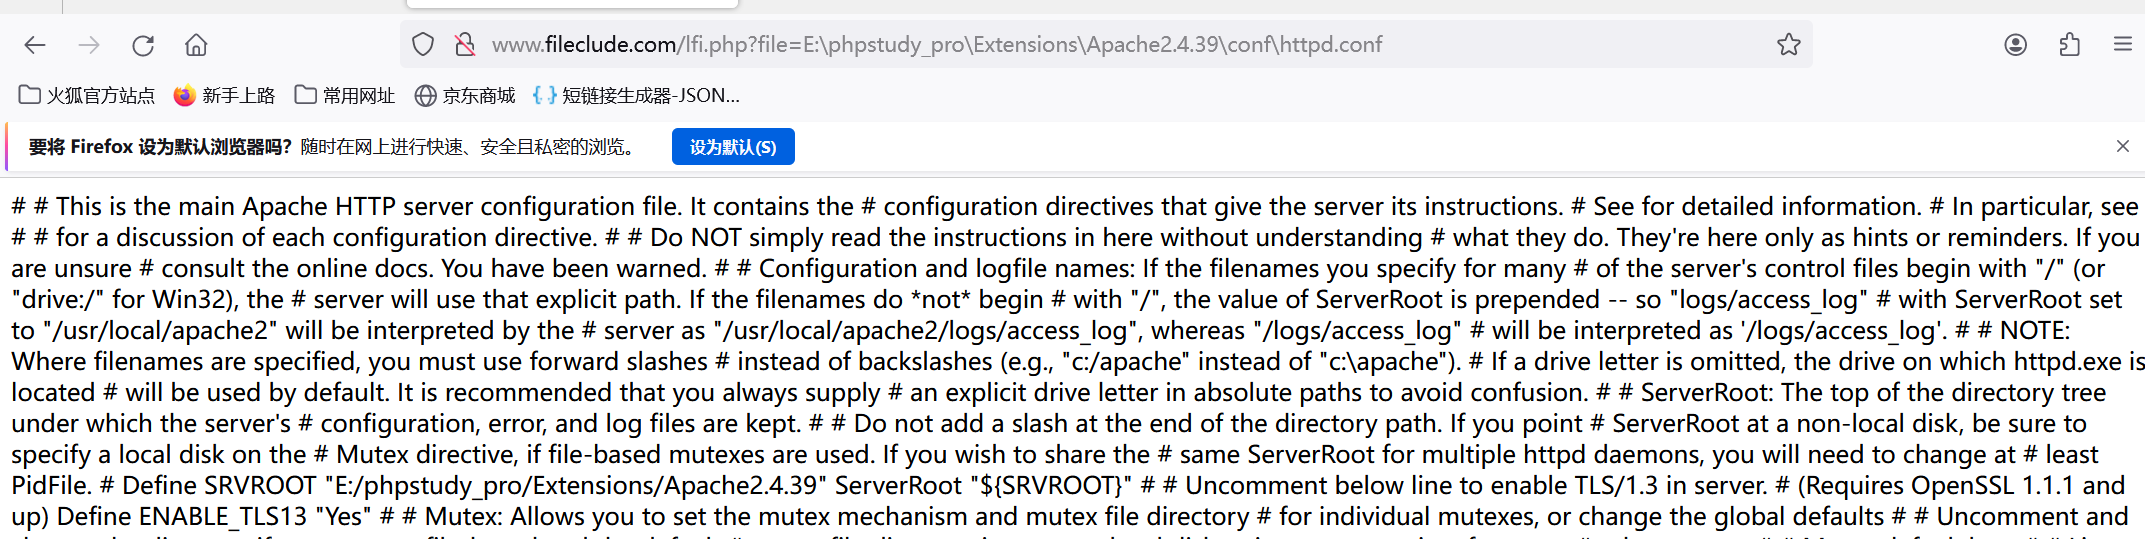 www.fileclude.com/lfi.php?file=E:\phpstudy_pro\Extensions\Apache2.4.39\conf\httpd.conf
火狐官方站点 新手上路 常用网址 京东商城 短链接生成器-JSON...
要将 Firefox 设为默认浏览器吗? 随时在网上进行快速、安全且私密的浏览。 设为默认(S)
# # This is the main Apache HTTP server configuration file. It contains the # configuration directives that give the server its instructions. # See for detailed information. # In particular, see
# # for a discussion of each configuration directive. # # Do NOT simply read the instructions in here without understanding # what they do. They're here only as hints or reminders. If you
are unsure # consult the online docs. You have been warned. # # Configuration and logfile names: If the filenames you specify for many # of the server's control files begin with "/" (or
"drive:/" for Win32), the # server will use that explicit path. If the filenames do *not* begin # with "/", the value of ServerRoot is prepended -- so "logs/access_log" # with ServerRoot set
to "/usr/local/apache2" will be interpreted by the # server as "/usr/local/apache2/logs/access_log", whereas "/logs/access_log" # will be interpreted as '/logs/access_log'. # # NOTE:
Where filenames are specified, you must use forward slashes # instead of backslashes (e.g., "c:/apache" instead of "c:\apache"). # If a drive letter is omitted, the drive on which httpd.exe is
located # will be used by default. It is recommended that you always supply # an explicit drive letter in absolute paths to avoid confusion. # # ServerRoot: The top of the directory tree
under which the server's # configuration, error, and log files are kept. # # Do not add a slash at the end of the directory path. If you point # ServerRoot at a non-local disk, be sure to
specify a local disk on the # Mutex directive, if file-based mutexes are used. If you wish to share the # same ServerRoot for multiple httpd daemons, you will need to change at # least
PidFile. # Define SRVROOT "E:/phpstudy_pro/Extensions/Apache2.4.39" ServerRoot "${SRVROOT}" # # Uncomment below line to enable TLS/1.3 in server. # (Requires OpenSSL 1.1.1 and
up) Define ENABLE_TLS13 "Yes" # # Mutex: Allows you to set the mutex mechanism and mutex file directory # for individual mutexes, or change the global defaults # # Uncomment and